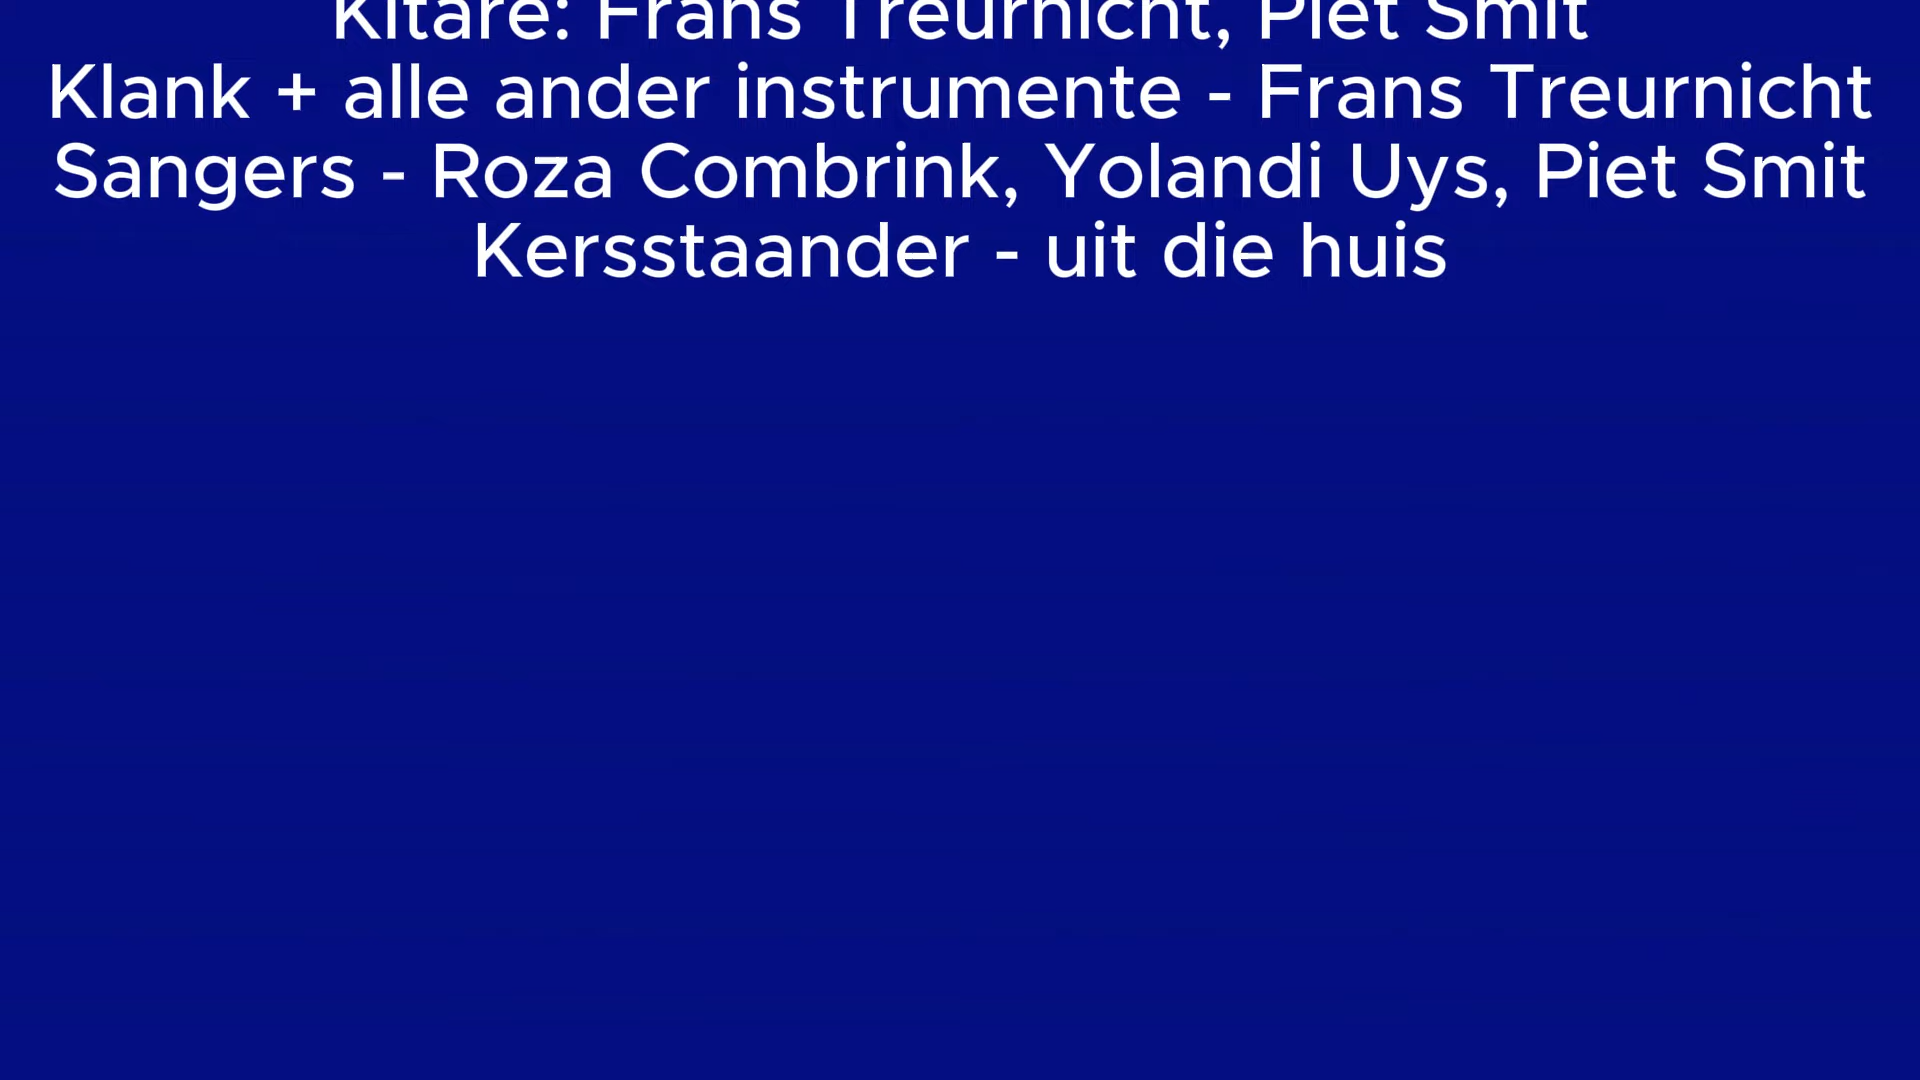 Kitare: Frans Treurnicht, Piet Smit
Klank + alle ander instrumente - Frans Treurnicht
Sangers - Roza Combrink, Yolandi Uys, Piet Smit
Kersstaander - uit die huis